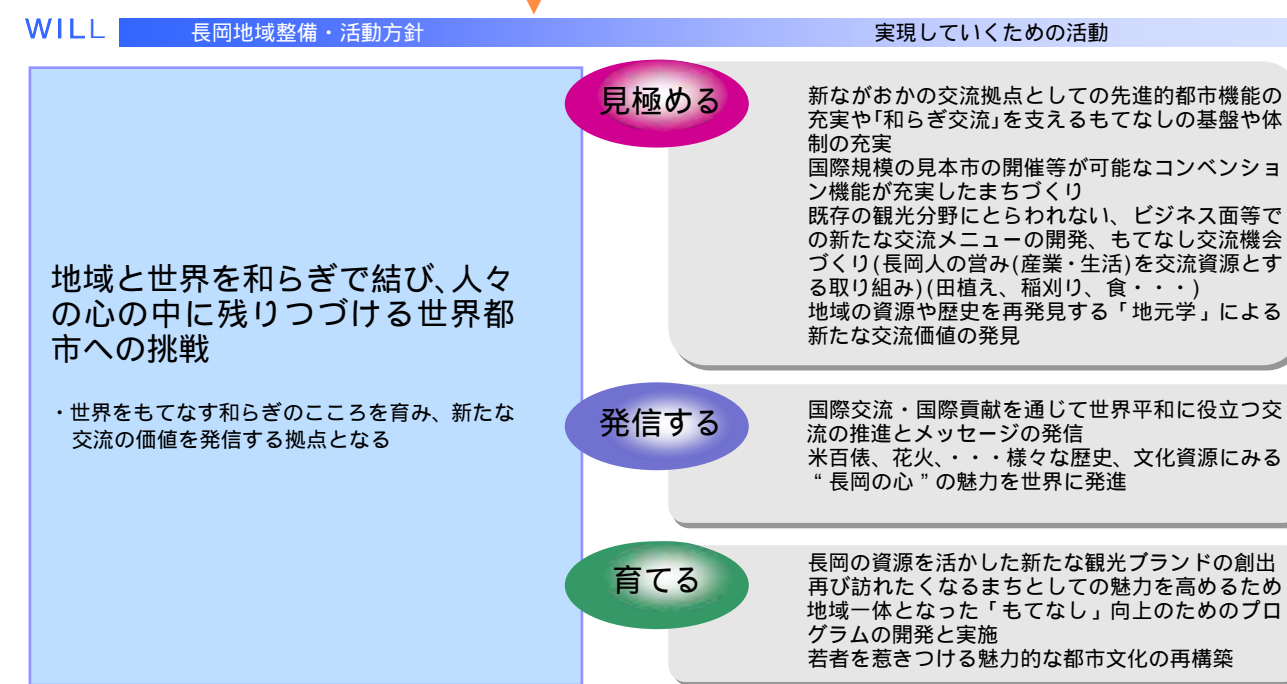 WILL
長岡地域整備・活動方針
実現していくための活動
地域と世界を和らぎで結び、人々
の心の中に残りつづける世界都
市への挑戦
・世界をもてなす和らぎのこころを育み、新たな
交流の価値を発信する拠点となる
見極める
新ながおかの交流拠点としての先進的都市機能の
充実や「和らぎ交流」を支えるもてなしの基盤や体
制の充実
国際規模の見本市の開催等が可能なコンベンショ
ン機能が充実したまちづくり
既存の観光分野にとらわれない、ビジネス面等で
の新たな交流メニューの開発、もてなし交流機会
づくり(長岡人の営み(産業・生活)を交流資源とす
る取り組み)(田植え、稲刈り、食・・・)
地域の資源や歴史を再発見する「地元学」による
新たな交流価値の発見
発信する
国際交流・国際貢献を通じて世界平和に役立つ交
流の推進とメッセージの発信
米百俵、花火、・・・様々な歴史、文化資源にみる
“長岡の心”の魅力を世界に発進
育てる
長岡の資源を活かした新たな観光ブランドの創出
再び訪れたくなるまちとしての魅力を高めるため
地域一体となった「もてなし」向上のためのプロ
グラムの開発と実施
若者を惹きつける魅力的な都市文化の再構築